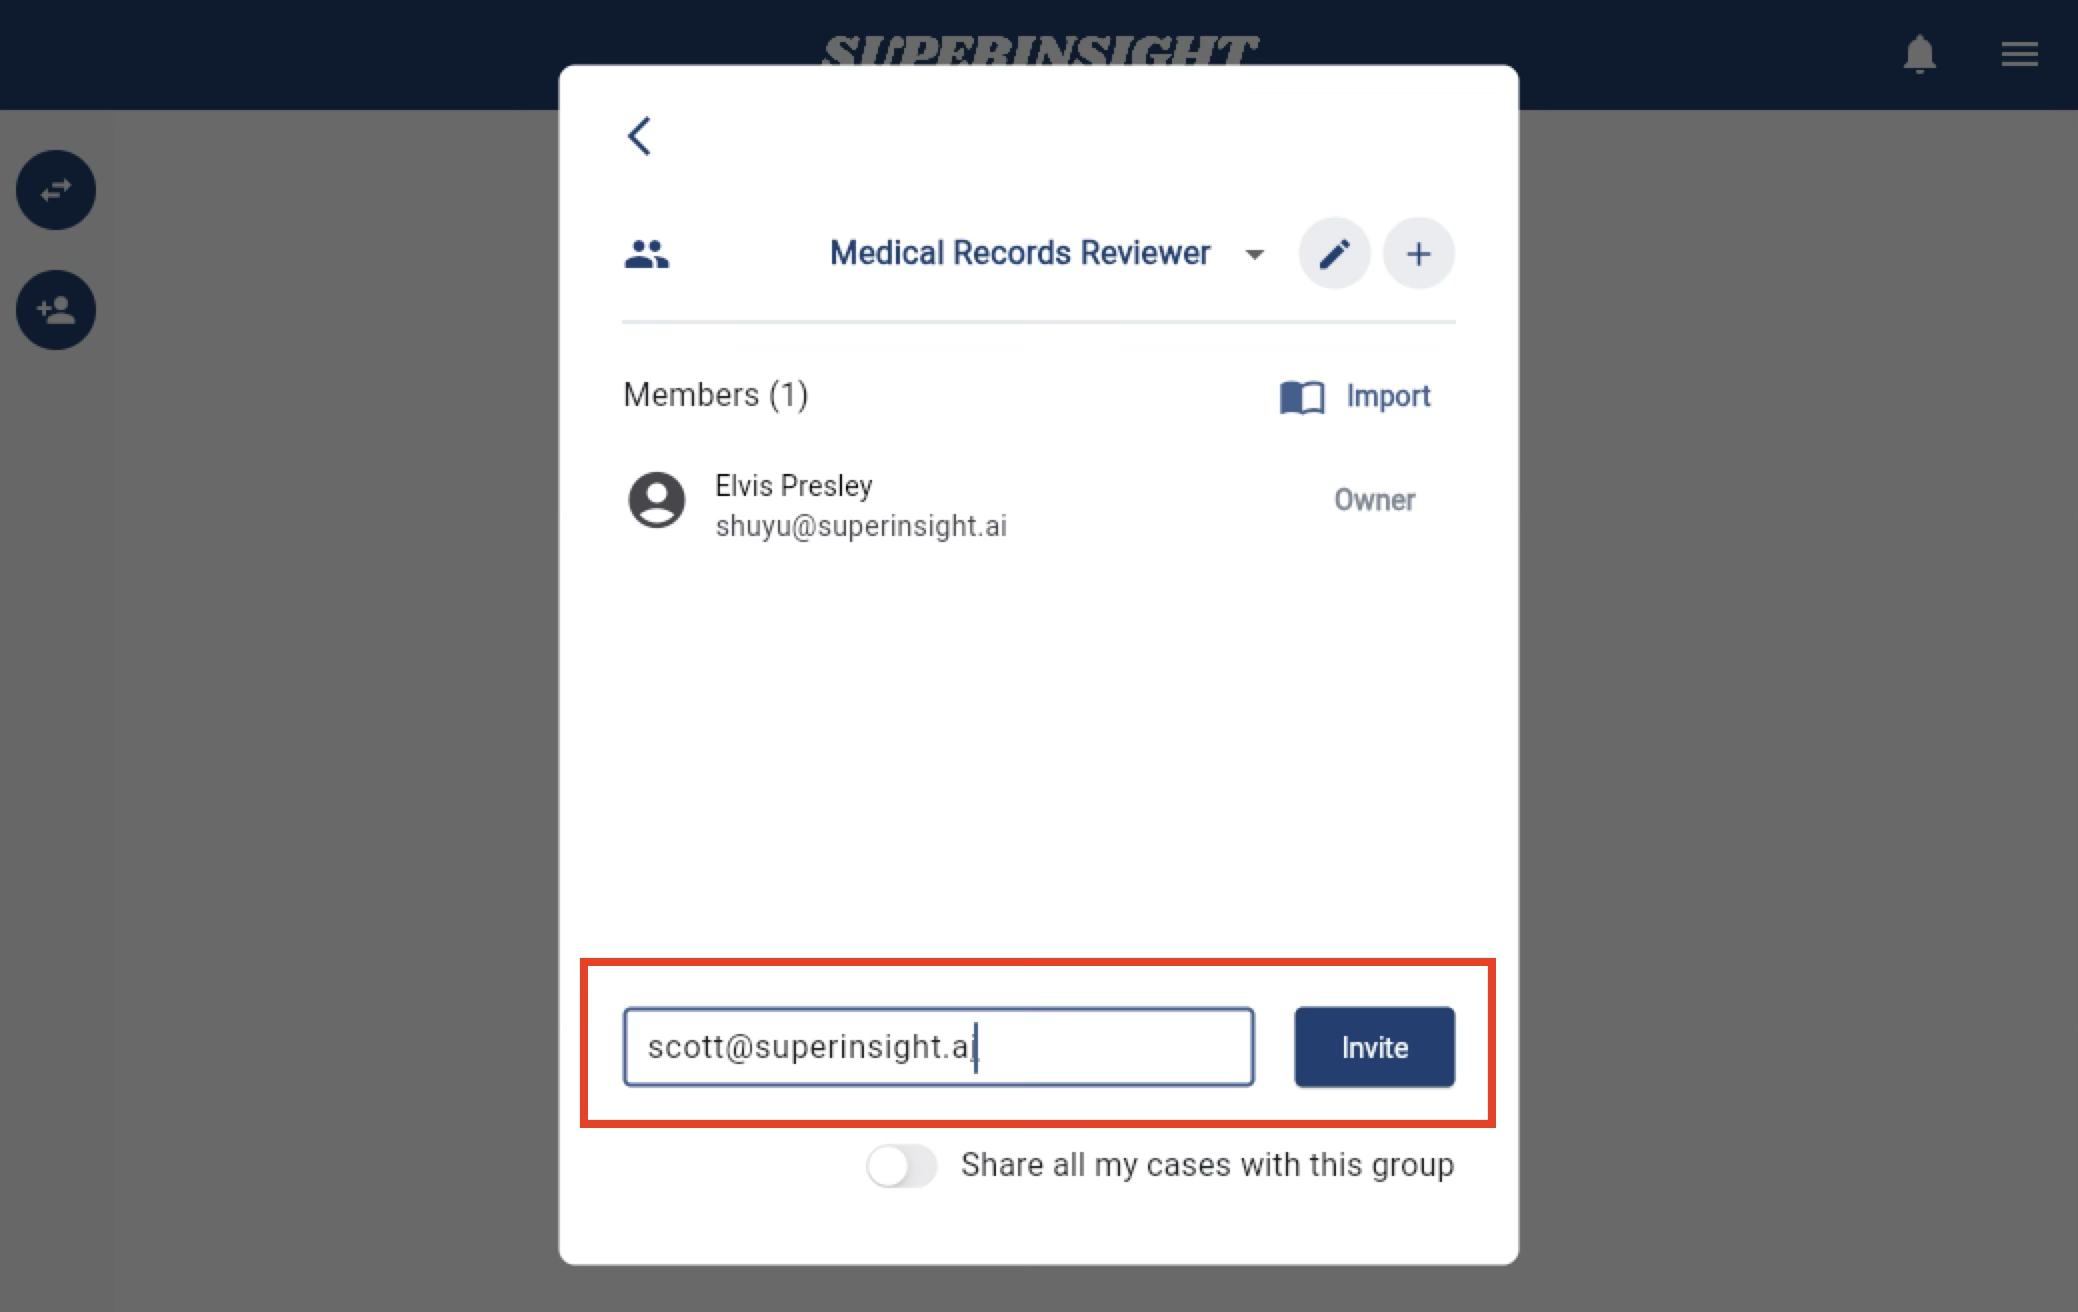 SUPERINSIGHT
Medical Records Reviewer
Members (1)
Import
Elvis Presley
shuyu@superinsight.ai
Owner
scott@superinsight.ai
Invite
Share all my cases with this group